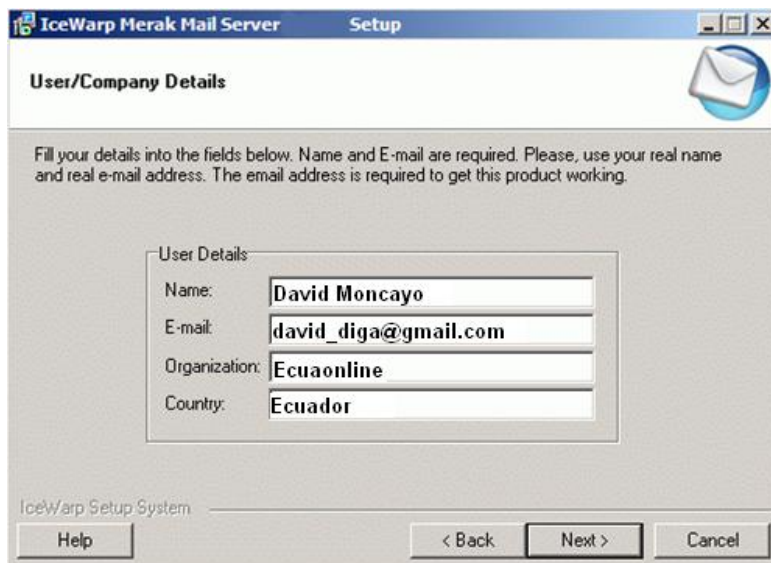 IceWarp Merak Mail Server Setup
User/Company Details
Fill your details into the fields below. Name and E-mail are required. Please, use your real name
and real e-mail address. The email address is required to get this product working.
User Details
Name: David Moncayo
E-mail: david_diga@gmail.com
Organization: Ecuaonline
Country: Ecuador
IceWarp Setup System
Help < Back Next > Cancel